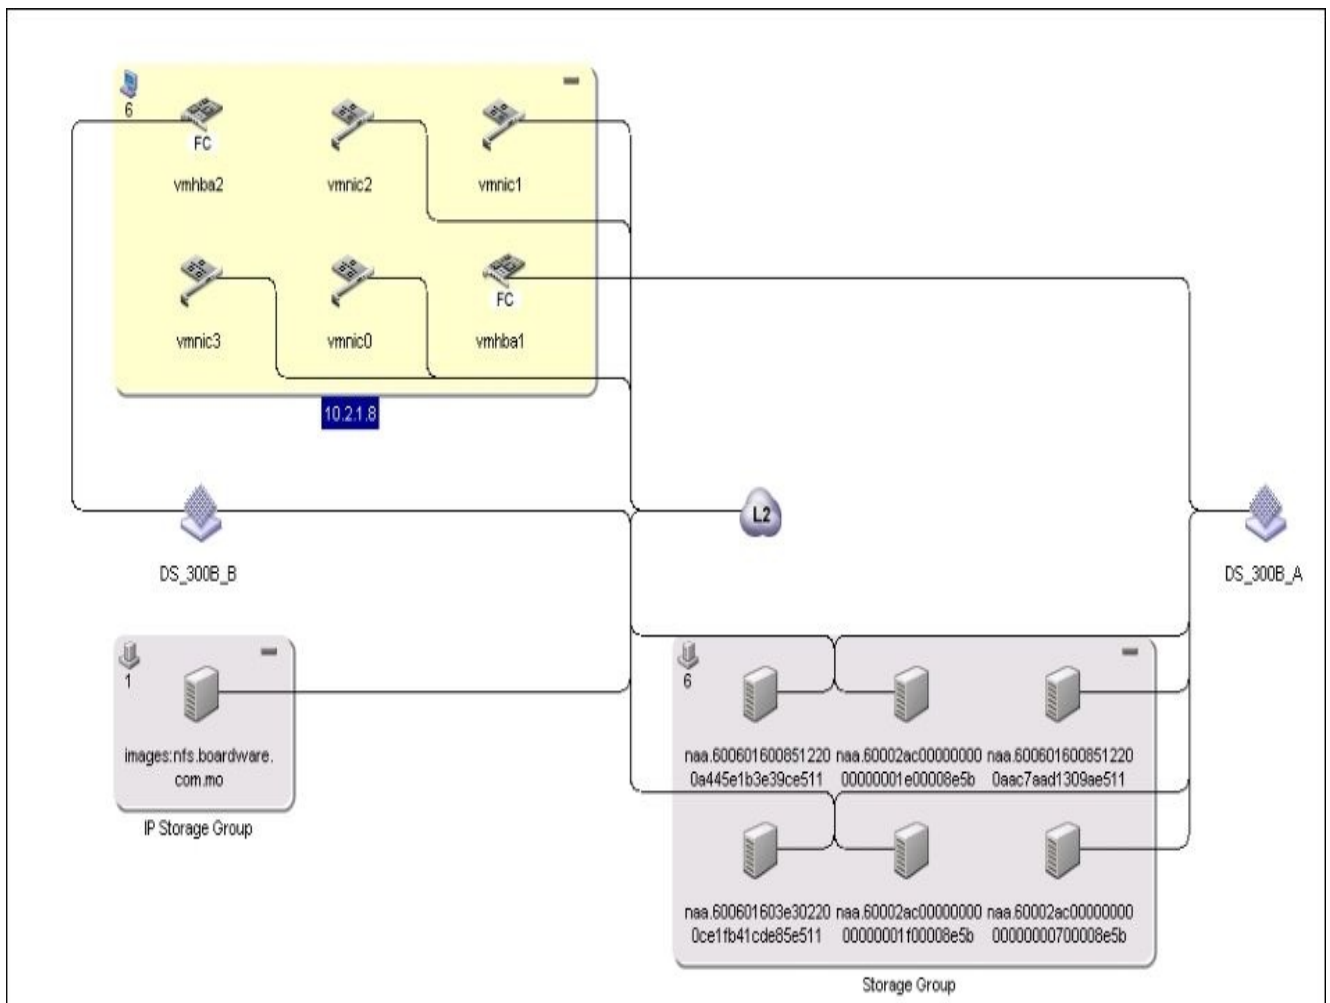 6
FC
vmhba2
vmnic2
vmnic1
vmnic3
vmnic0
FC
vmhba1
10.2.1.8
DS_300B_B
L2
DS_300B_A
1
images:nfs.boardware.
com.mo
IP Storage Group
6
naa.600601600851220
0a445e1b3e39ce511
naa.60002ac00000000
00000001e00008e5b
naa.600601600851220
0aac7aad1309ae511
naa.600601603e30220
0ce1fb41cde85e511
naa.60002ac00000000
00000001f00008e5b
naa.60002ac00000000
00000000700008e5b
Storage Group